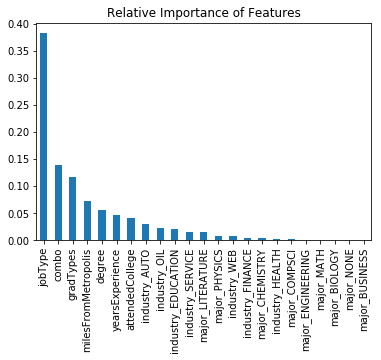 Relative Importance of Features
0.40
0.35
0.30
0.25
0.20
0.15
0.10
0.05
0.00
jobType
combo
gradTypes
milesFromMetropolis
degree
yearsExperience
attendedCollege
industry_AUTO
industry_OIL
industry_EDUCATION
industry_SERVICE
major_LITERATURE
major_PHYSICS
industry_WEB
industry_FINANCE
major_CHEMISTRY
industry_HEALTH
major_COMPSCI
major_ENGINEERING
major_MATH
major_BIOLOGY
major_NONE
major_BUSINESS